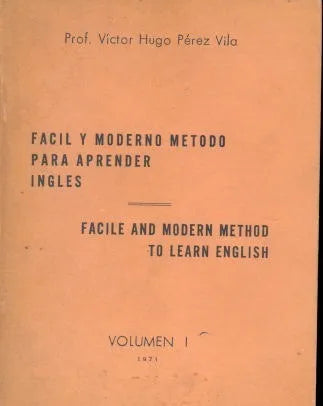 Prof. Víctor Hugo Pérez Vila
FACIL Y MODERNO METODO
PARA APRENDER
INGLES
FACILE AND MODERN METHOD
TO LEARN ENGLISH
VOLUMEN I
1971